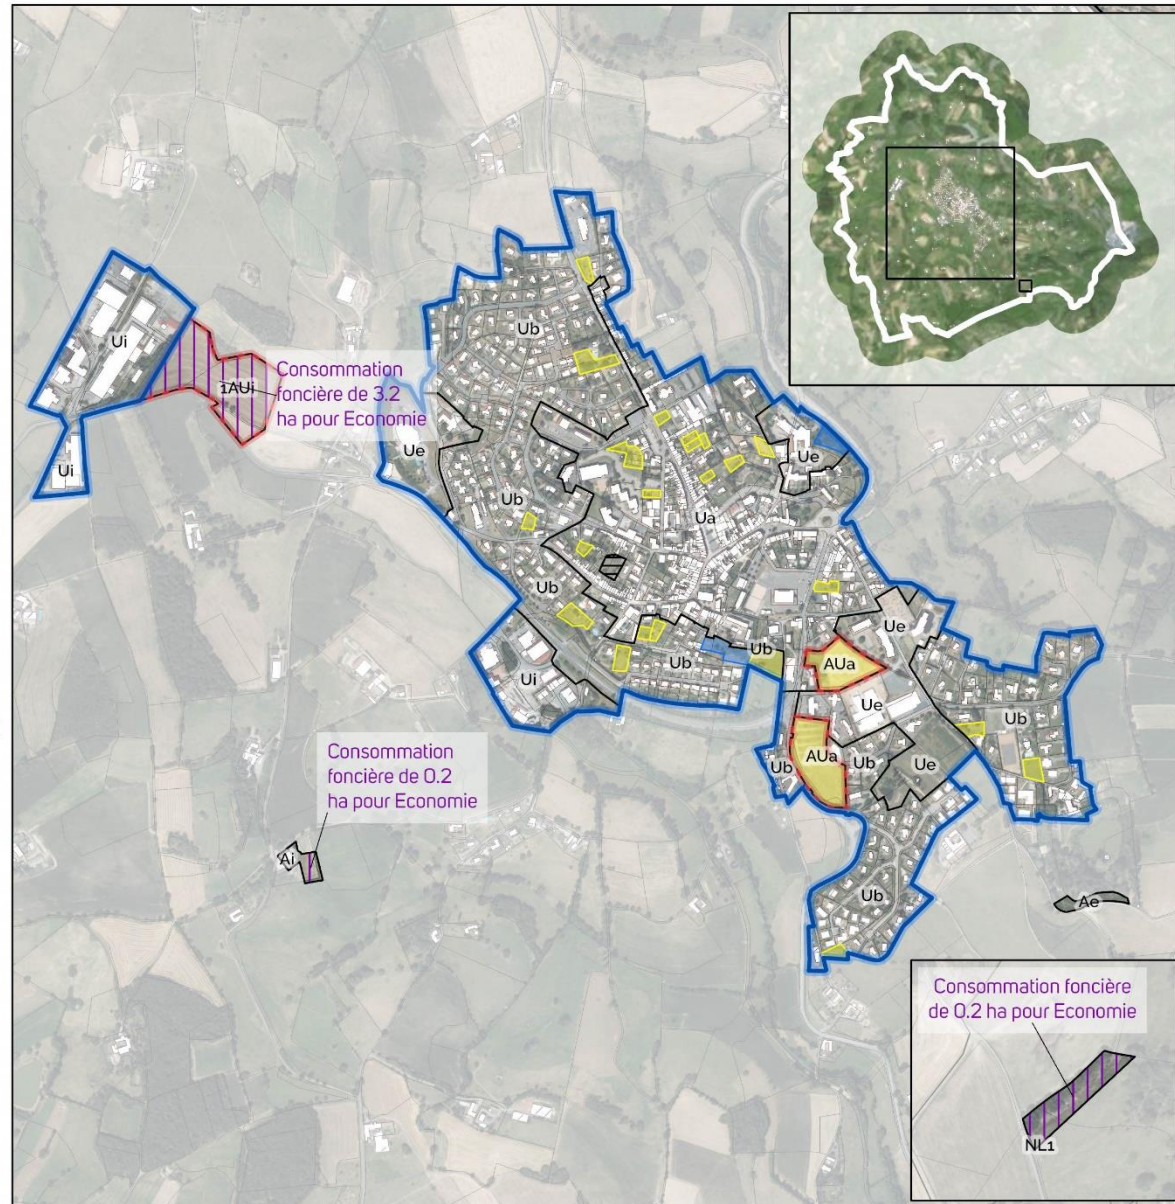 Ub
Ui
Consommation
foncière de 3.2
ha pour Economie
1AUi
Ue
Ue
Ui
Ub
Ua
Ub
Ue
Ub
Ub
AUa
Ui
Ue
Ub
Consommation
foncière de 0.2
ha pour Economie
Ub
AUa
Ub
Ue
Ai
Ub
Ae
Consommation foncière
de 0.2 ha pour Economie
NL1